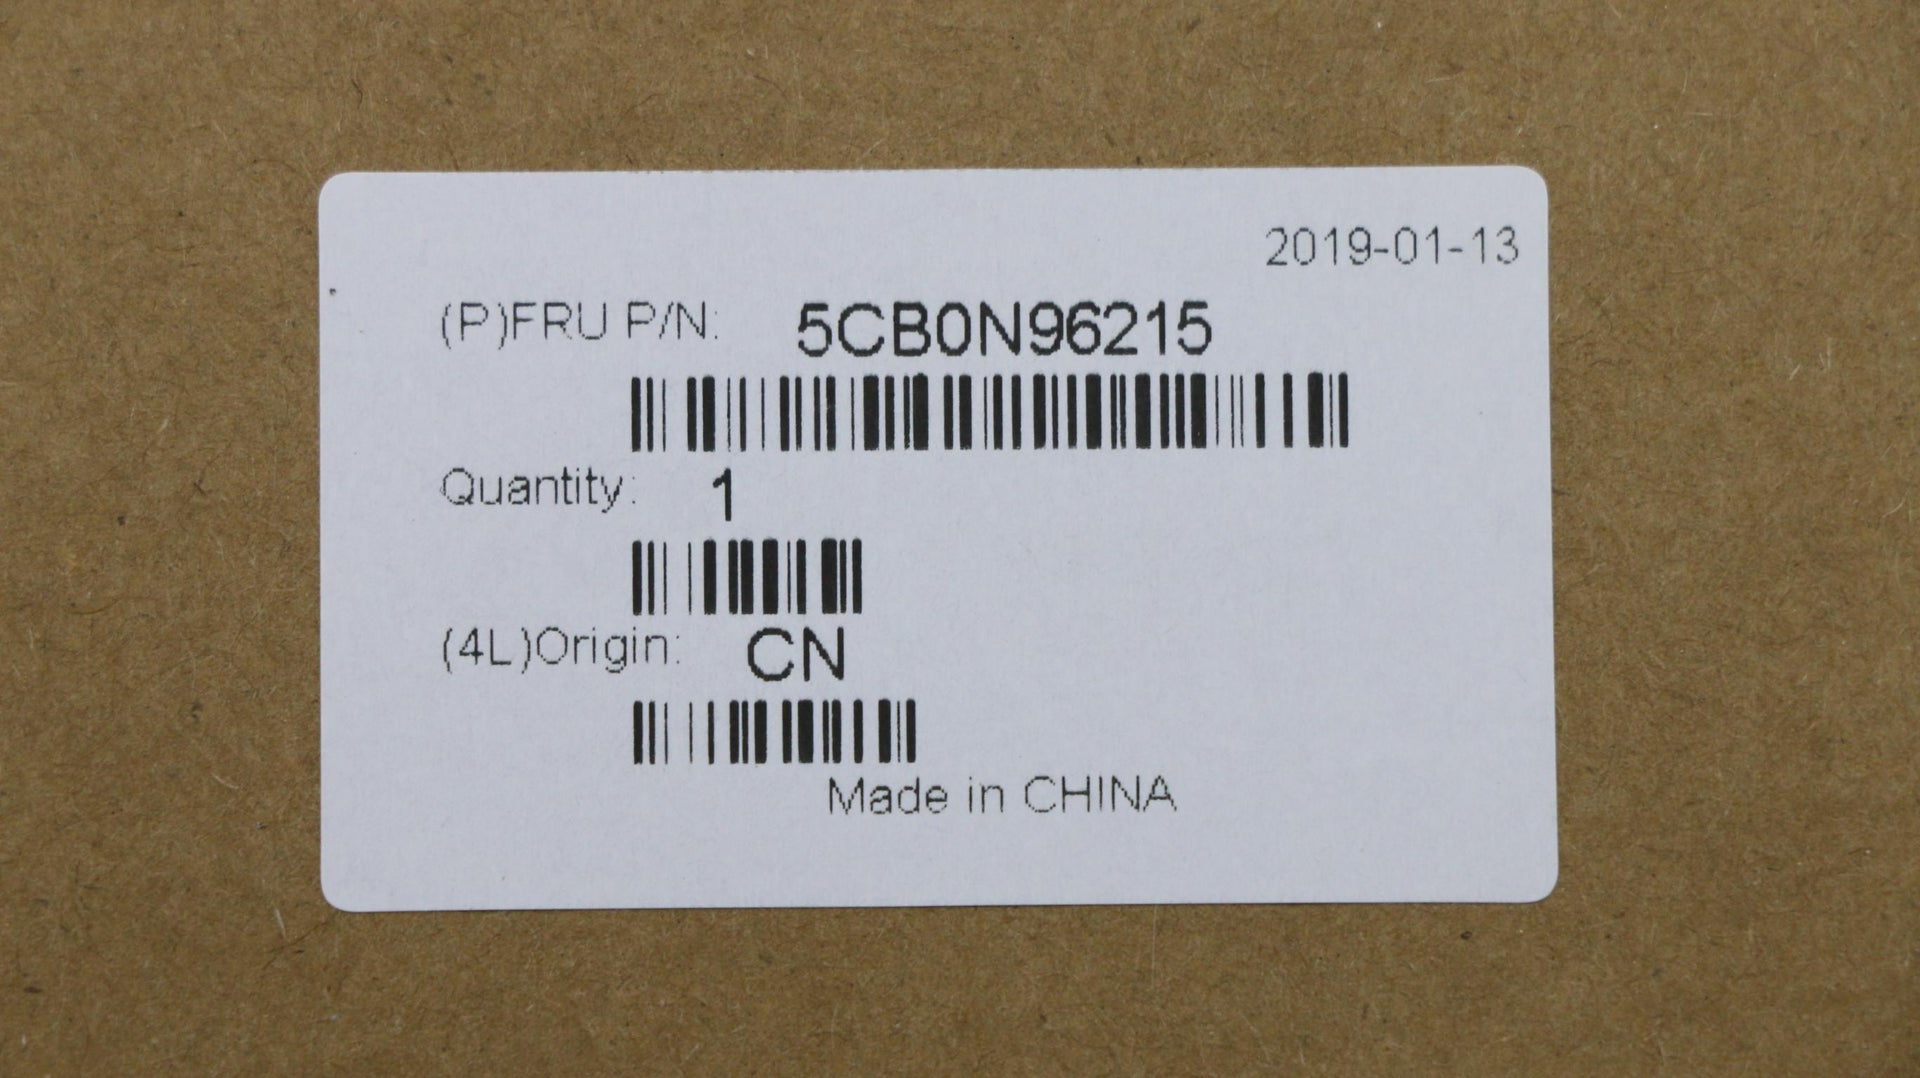 2019-01-13
(P)FRU P/N: 5CB0N96215
Quantity: 1
(4L)Origin: CN
Made in CHINA